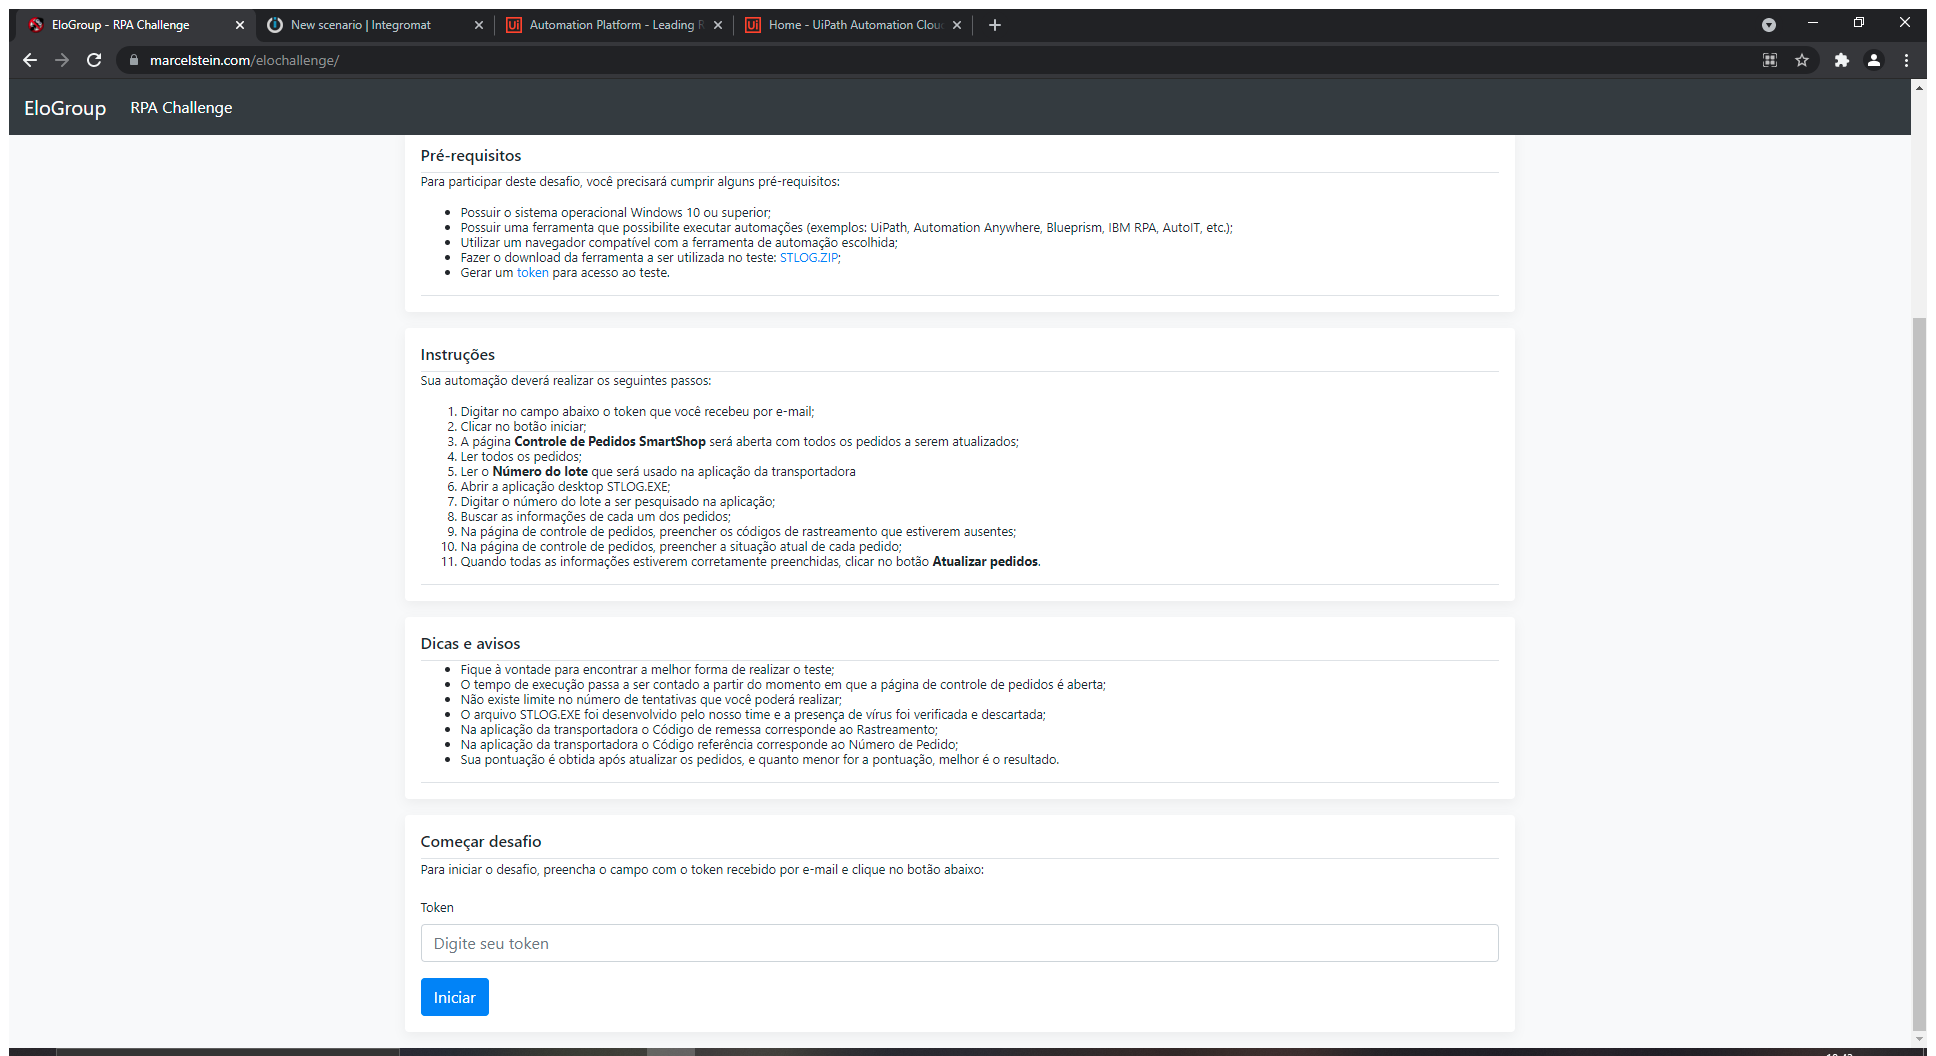 EloGroup - RPA Challenge
New scenario | Integromat
Automation Platform - Leading R
Home - UiPath Automation Clou
marcelstein.com/elochallenge/
EloGroup RPA Challenge
Pré-requisitos
Para participar deste desafio, você precisará cumprir alguns pré-requisitos:
Possuir o sistema operacional Windows 10 ou superior;
Possuir uma ferramenta que possibilite executar automações (exemplos: UiPath, Automation Anywhere, Blueprism, IBM RPA, AutoIT, etc.);
Utilizar um navegador compatível com a ferramenta de automação escolhida;
Fazer o download da ferramenta a ser utilizada no teste: STLOG.ZIP;
Gerar um token para acesso ao teste.
Instruções
Sua automação deverá realizar os seguintes passos:
1. Digitar no campo abaixo o token que você recebeu por e-mail;
2. Clicar no botão iniciar;
3. A página Controle de Pedidos SmartShop será aberta com todos os pedidos a serem atualizados;
4. Ler todos os pedidos;
5. Ler o Número do lote que será usado na aplicação da transportadora
6. Abrir a aplicação desktop STLOG.EXE;
7. Digitar o número do lote a ser pesquisado na aplicação;
8. Buscar as informações de cada um dos pedidos;
9. Na página de controle de pedidos, preencher os códigos de rastreamento que estiverem ausentes;
10. Na página de controle de pedidos, preencher a situação atual de cada pedido;
11. Quando todas as informações estiverem corretamente preenchidas, clicar no botão Atualizar pedidos.
Dicas e avisos
Fique à vontade para encontrar a melhor forma de realizar o teste;
O tempo de execução passa a ser contado a partir do momento em que a página de controle de pedidos é aberta;
Não existe limite no número de tentativas que você poderá realizar;
O arquivo STLOG.EXE foi desenvolvido pelo nosso time e a presença de vírus foi verificada e descartada;
Na aplicação da transportadora o Código de remessa corresponde ao Rastreamento;
Na aplicação da transportadora o Código referência corresponde ao Número de Pedido;
Sua pontuação é obtida após atualizar os pedidos, e quanto menor for a pontuação, melhor é o resultado.
Começar desafio
Para iniciar o desafio, preencha o campo com o token recebido por e-mail e clique no botão abaixo:
Token
Digite seu token
Iniciar